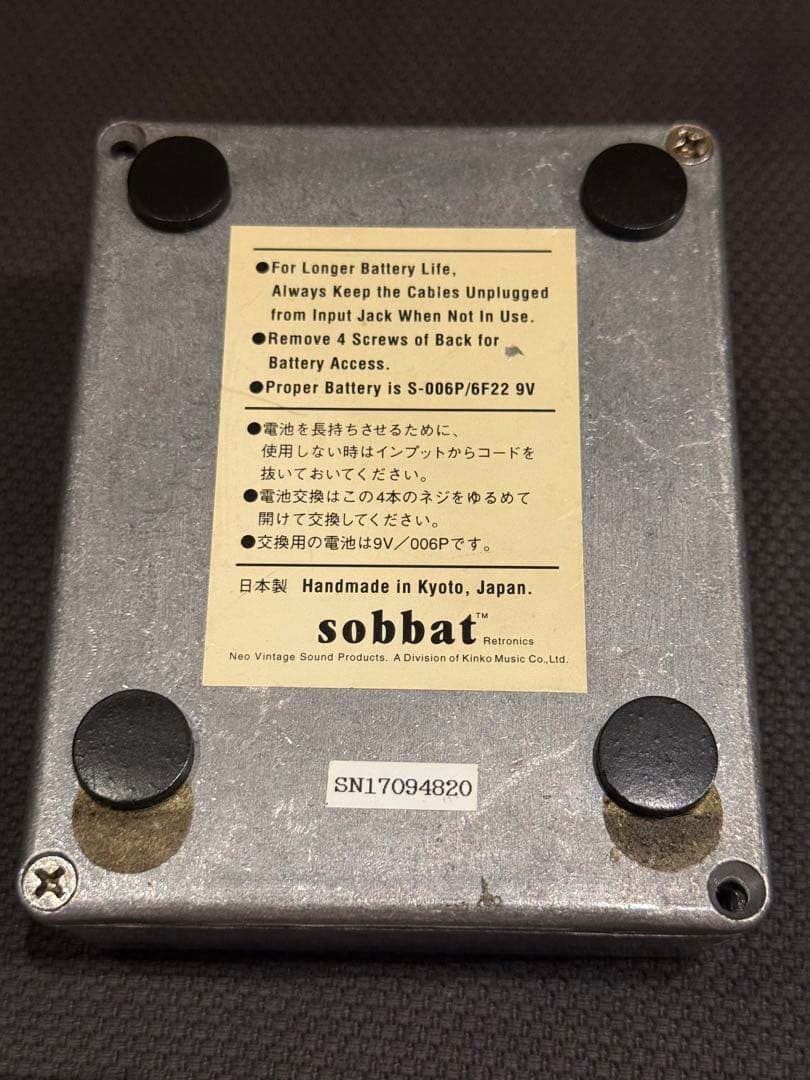 ●For Longer Battery Life,
Always Keep the Cables Unplugged
from Input Jack When Not In Use.
●Remove 4 Screws of Back for
Battery Access.
●Proper Battery is S-006P/6F22 9V
●電池を長持ちさせるために、
使用しない時はインプットからコードを
抜いておいてください。
●電池交換はこの4本のネジをゆるめて
開けて交換してください。
●交換用の電池は9V／006Pです。
日本製 Handmade in Kyoto, Japan.
sobbat™ Retronics
Neo Vintage Sound Products. A Division of Kinko Music Co.,Ltd.
SN17094820